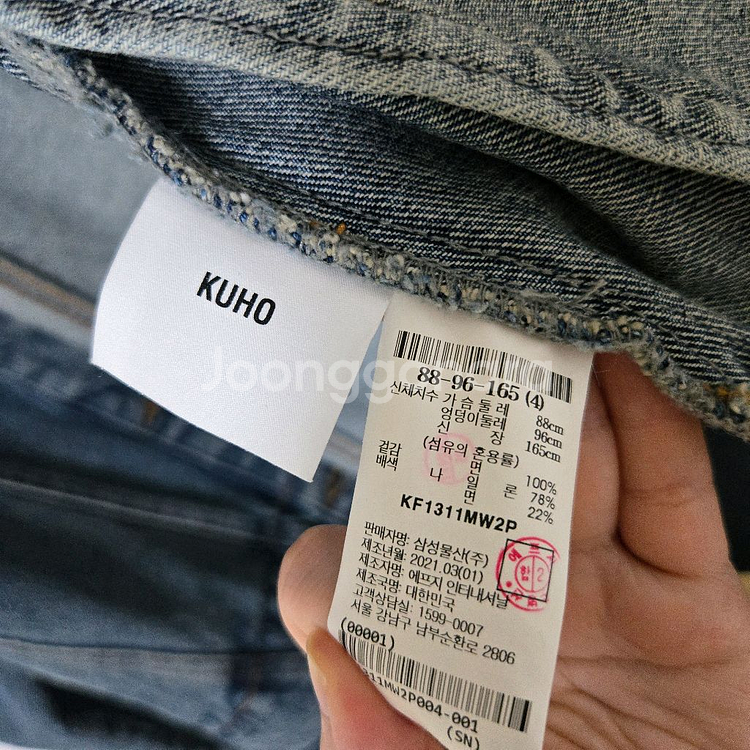 KUHO
Joongg
88-96-165 (4)
신체치수 가 슴 둘 레 88cm
엉덩이둘레 96cm
신 장 165cm
(섬유의 혼용률)
겉감 면 100%
배색 나 일 론 78%
면 22%
KF1311MW2P
판매자명: 삼성물산(주)
제조년월: 2021.03(01)
제조자명: 에프지 인터내셔날
제조국명: 대한민국
고객상담실: 1599-0007
서울 강남구 남부순환로 2806
(00001)
311MW2P004-001
(SN)
합 2